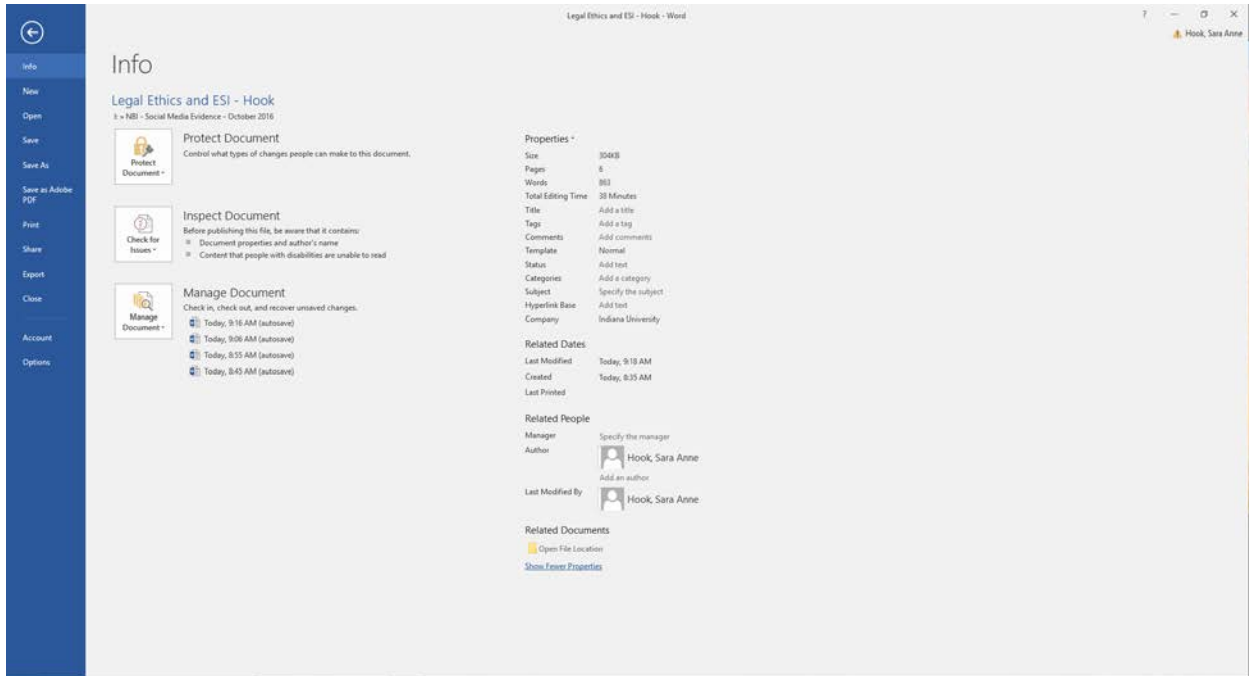 Legal Ethics and ESI - Hook - Word
?
Hook, Sara Anne
Info
New
Open
Save
Save As
Save as Adobe
PDF
Print
Share
Export
Close
Account
Options
Info
Legal Ethics and ESI - Hook
» NBI - Social Media Evidence - October 2016
Protect
Document
Protect Document
Control what types of changes people can make to this document.
Check for
Issues
Inspect Document
Before publishing this file, be aware that it contains:
Document properties and author's name
Content that people with disabilities are unable to read
Manage
Document
Manage Document
Check in, check out, and recover unsaved changes.
Today, 9:16 AM (autosave)
Today, 9:06 AM (autosave)
Today, 8:55 AM (autosave)
Today, 8:45 AM (autosave)
Properties
Size 304KB
Pages 6
Words 863
Total Editing Time 38 Minutes
Title Add a title
Tags Add a tag
Comments Add comments
Template Normal
Status Add text
Categories Add a category
Subject Specify the subject
Hyperlink Base Add text
Company Indiana University
Related Dates
Last Modified Today, 9:18 AM
Created Today, 8:35 AM
Last Printed
Related People
Manager Specify the manager
Author Hook, Sara Anne
Add an author
Last Modified By Hook, Sara Anne
Related Documents
Open File Location
Show Fewer Properties